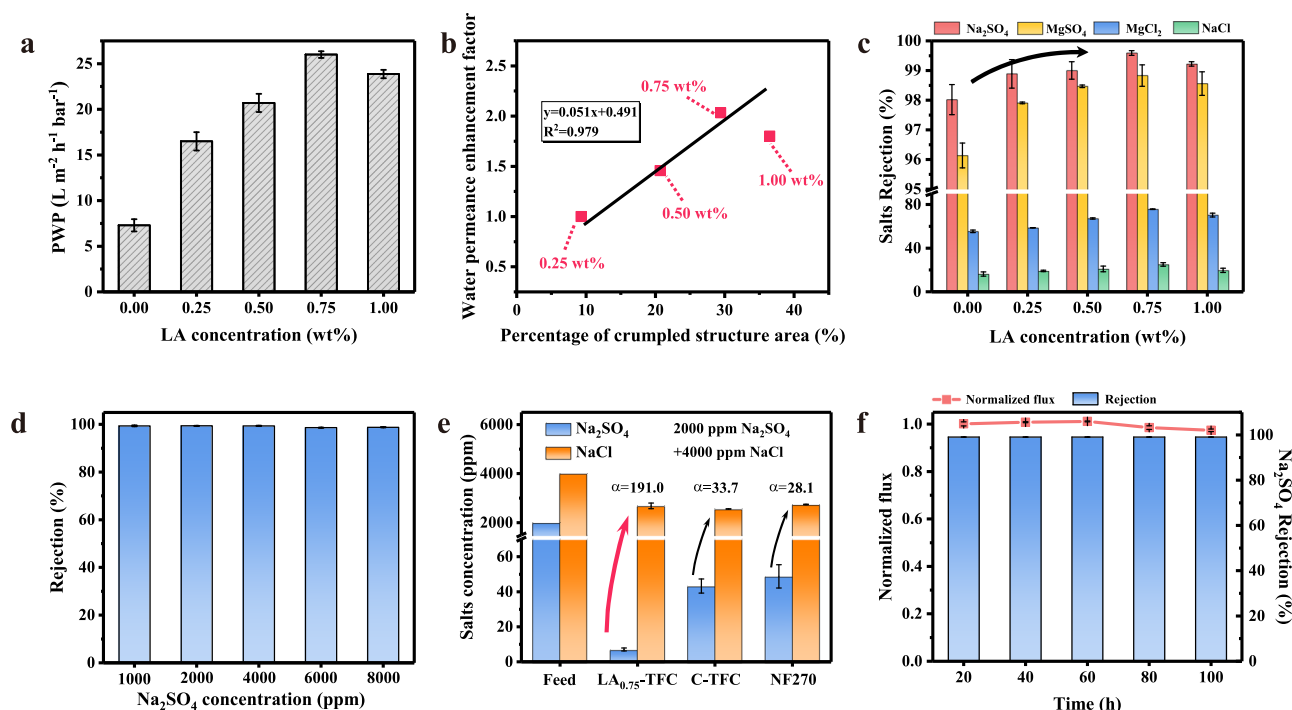 a
PWP (L m⁻² h⁻¹ bar⁻¹)
25
20
15
10
5
0
0.00 0.25 0.50 0.75 1.00
LA concentration (wt%)
b
Water permeance enhancement factor
2.5
2.0
1.5
1.0
0.5
y=0.051x+0.491
R²=0.979
0.75 wt%
1.00 wt%
0.50 wt%
0.25 wt%
0 10 20 30 40
Percentage of crumpled structure area (%)
c
Na₂SO₄ MgSO₄ MgCl₂ NaCl
Salts Rejection (%)
100
99
98
96
95
80
40
0
0.00 0.25 0.50 0.75 1.00
LA concentration (wt%)
d
Rejection (%)
100
80
60
40
20
0
1000 2000 4000 6000 8000
Na₂SO₄ concentration (ppm)
e
Salts concentration (ppm)
6000
4000
2000
60
40
20
0
Na₂SO₄ 2000 ppm Na₂SO₄
NaCl +4000 ppm NaCl
α=191.0 α=33.7 α=28.1
Feed LA₀.₇₅-TFC C-TFC NF270
f
Normalized flux Rejection
Normalized flux
1.0
0.8
0.6
0.4
0.2
0.0
100
80
60
40
20
0
Na₂SO₄ Rejection (%)
20 40 60 80 100
Time (h)